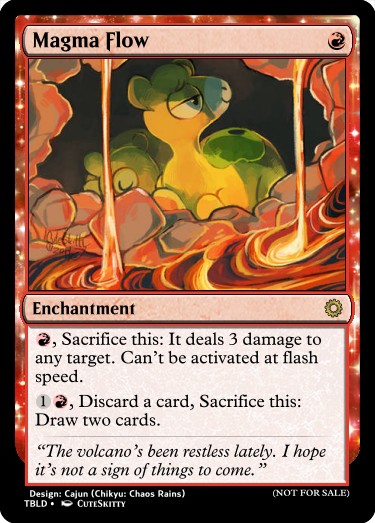 Magma Flow
Enchantment
, Sacrifice this: It deals 3 damage to
any target. Can't be activated at flash
speed.
1 , Discard a card, Sacrifice this:
Draw two cards.
“The volcano's been restless lately. I hope
it's not a sign of things to come.”
Design: Cajun (Chikyu: Chaos Rains)
(NOT FOR SALE)
TBLD • CuteSkitty